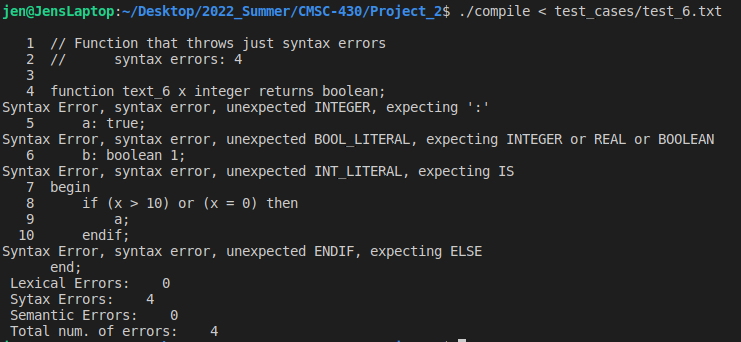 jen@JensLaptop:~/Desktop/2022_Summer/CMSC-430/Project_2$ ./compile < test_cases/test_6.txt
1 // Function that throws just syntax errors
2 // syntax errors: 4
3
4 function text_6 x integer returns boolean;
Syntax Error, syntax error, unexpected INTEGER, expecting ':'
5 a: true;
Syntax Error, syntax error, unexpected BOOL_LITERAL, expecting INTEGER or REAL or BOOLEAN
6 b: boolean 1;
Syntax Error, syntax error, unexpected INT_LITERAL, expecting IS
7 begin
8 if (x > 10) or (x = 0) then
9 a;
10 endif;
Syntax Error, syntax error, unexpected ENDIF, expecting ELSE
end;
Lexical Errors: 0
Sytax Errors: 4
Semantic Errors: 0
Total num. of errors: 4